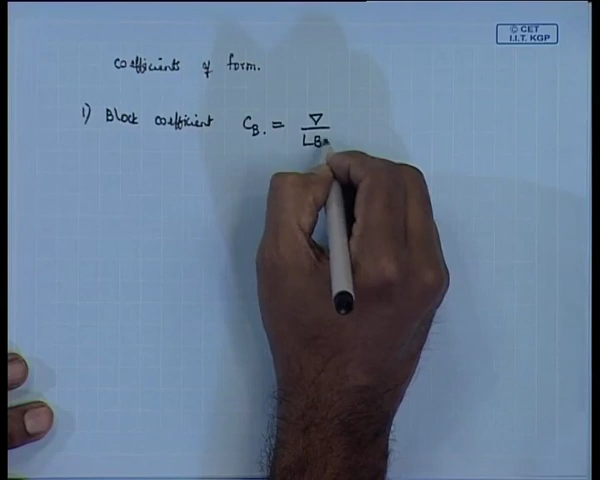 © CET
I.I.T. KGP
coefficients of form.
1) Block coefficient C_B. = ∇ / LB